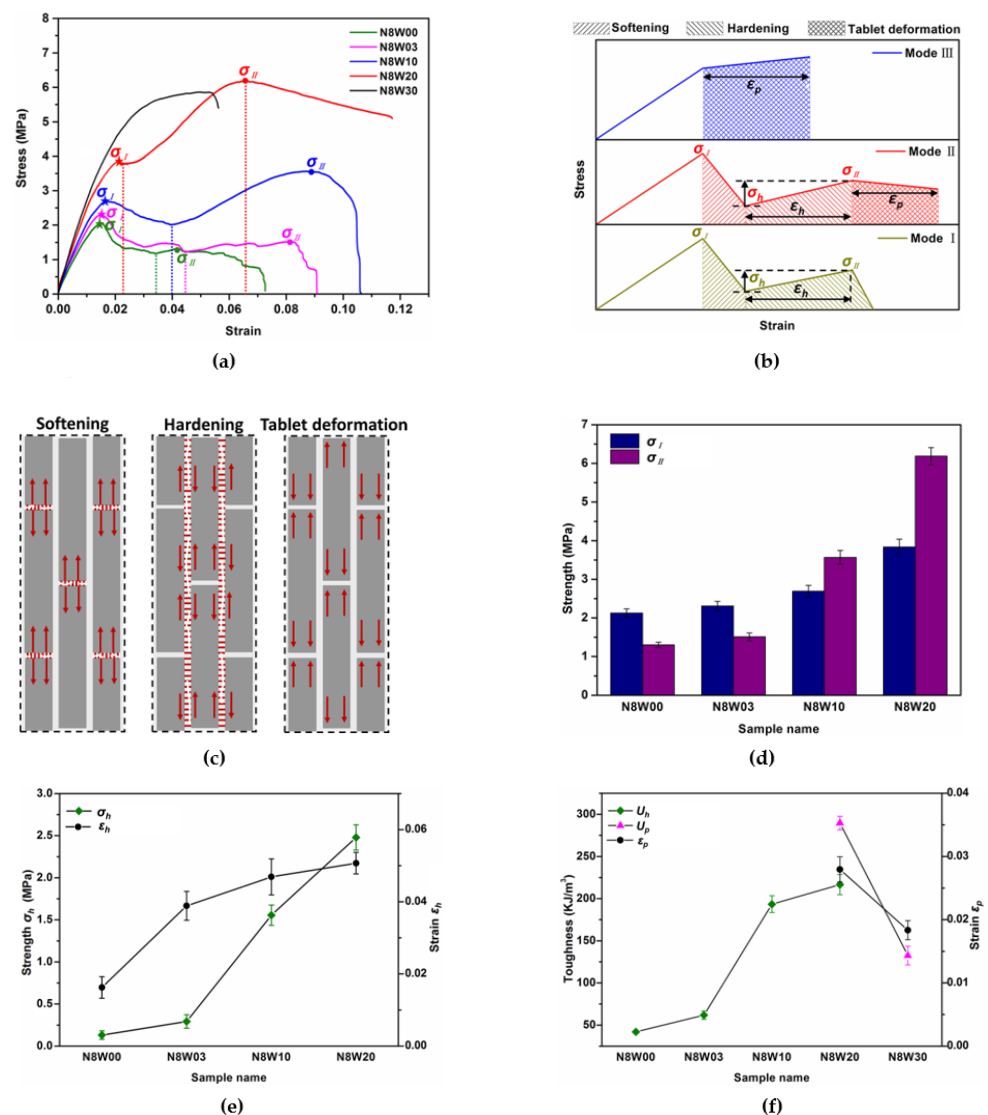 N8W00
N8W03
N8W10
N8W20
N8W30
σII
σI
σII
σI
σI
σI
σII
σII
7
6
5
4
3
2
1
0
Stress (MPa)
0.00 0.02 0.04 0.06 0.08 0.10 0.12
Strain
(a)
Softening Hardening Tablet deformation
Mode III
εp
σI Mode II
σII
σh
εh
εp
σI Mode I
σII
σh
εh
Stress
Strain
(b)
Softening Hardening Tablet deformation
(c)
σI
σII
7
6
5
4
3
2
1
0
Strength (MPa)
N8W00 N8W03 N8W10 N8W20
Sample name
(d)
σh
εh
3.0
2.5
2.0
1.5
1.0
0.5
0.0
Strength σh (MPa)
0.06
0.04
0.02
0.00
Strain εh
N8W00 N8W03 N8W10 N8W20
Sample name
(e)
Uh
Up
εp
300
250
200
150
100
50
Toughness (KJ/m³)
0.04
0.03
0.02
0.01
0.00
Strain εp
N8W00 N8W03 N8W10 N8W20 N8W30
Sample name
(f)